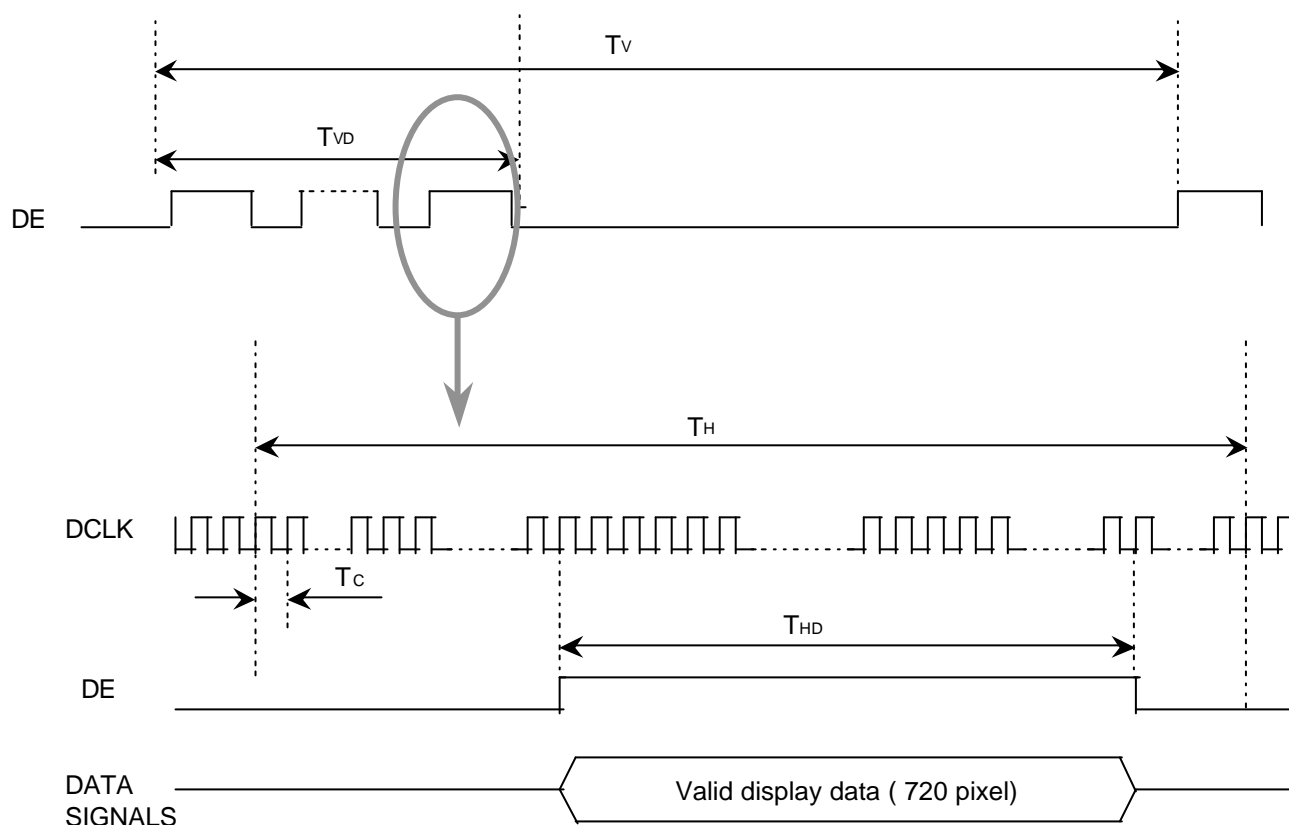 TV
TVD
DE
TH
DCLK
TC
THD
DE
DATA
SIGNALS
Valid display data ( 720 pixel)